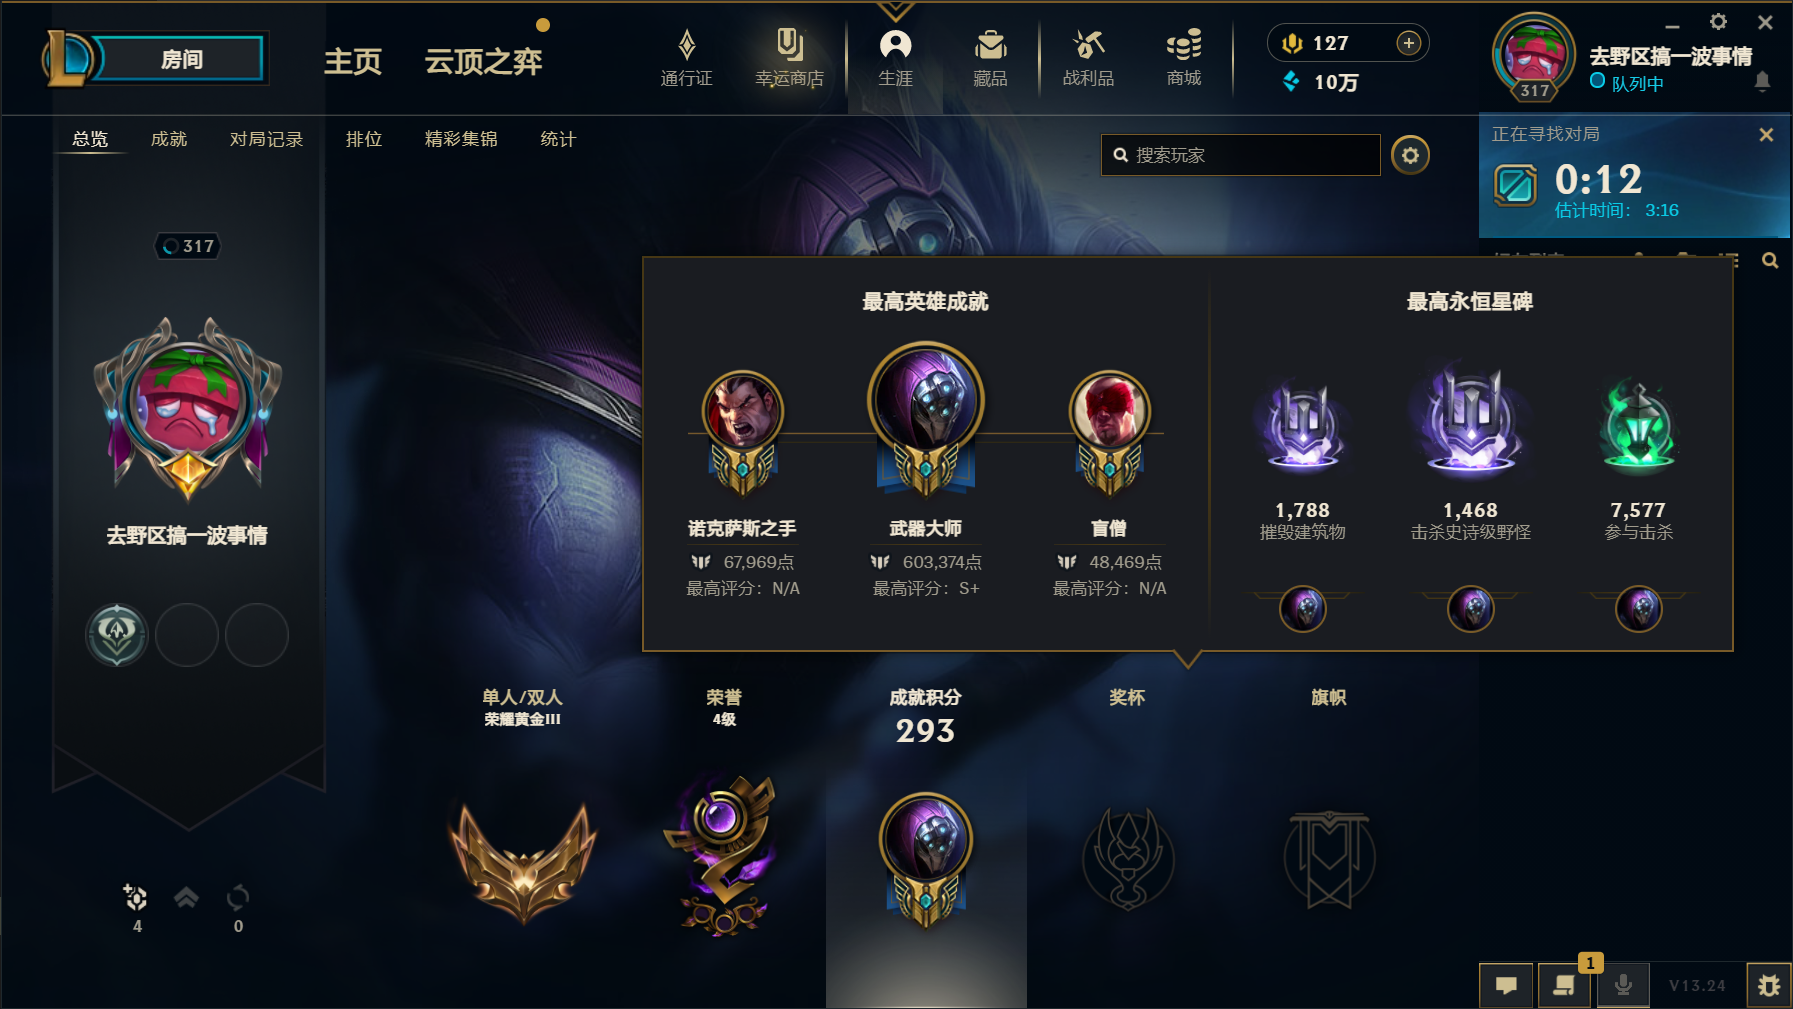 房间
主页
云顶之弈
通行证
幸运商店
生涯
藏品
战利品
商城
127
10万
317
去野区搞一波事情
队列中
总览
成就
对局记录
排位
精彩集锦
统计
搜索玩家
正在寻找对局
0:12
估计时间： 3:16
317
去野区搞一波事情
4
0
最高英雄成就
诺克萨斯之手
67,969点
最高评分：N/A
武器大师
603,374点
最高评分：S+
盲僧
48,469点
最高评分：N/A
最高永恒星碑
1,788
摧毁建筑物
1,468
击杀史诗级野怪
7,577
参与击杀
单人/双人
荣耀黄金III
荣誉
4级
成就积分
293
奖杯
旗帜
1
V13.24